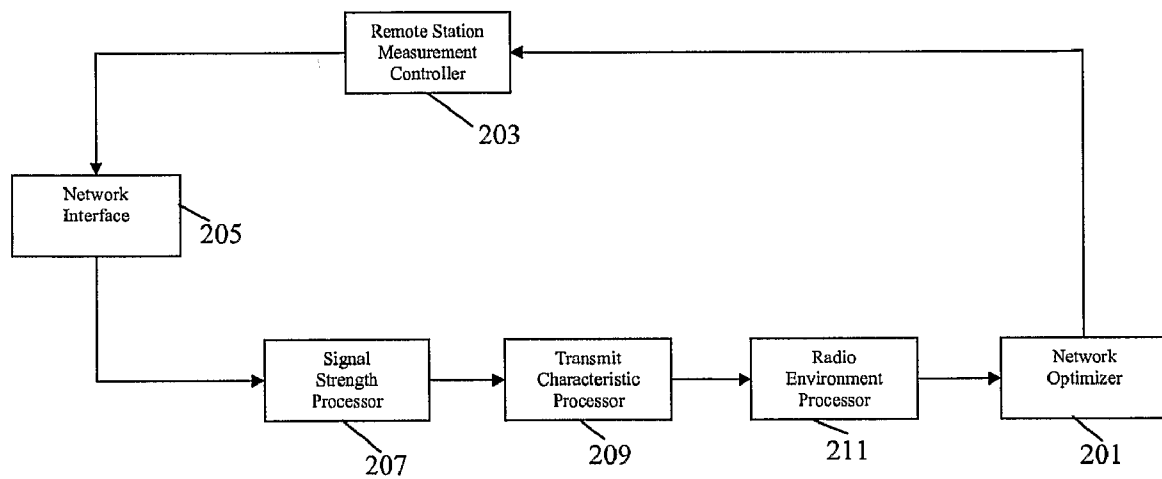 Remote Station
Measurement
Controller
203
Network
Interface
205
Signal
Strength
Processor
207
Transmit
Characteristic
Processor
209
Radio
Environment
Processor
211
Network
Optimizer
201